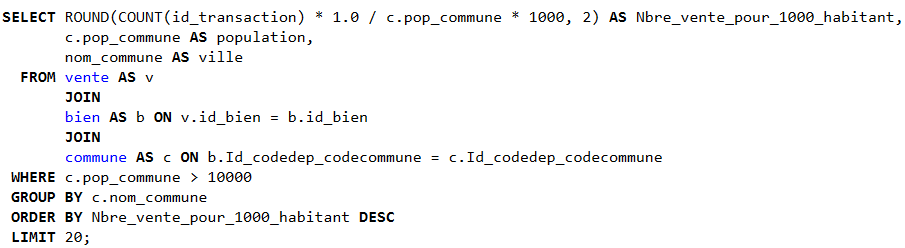 SELECT ROUND(COUNT(id_transaction) * 1.0 / c.pop_commune * 1000, 2) AS Nbre_vente_pour_1000_habitant,
c.pop_commune AS population,
nom_commune AS ville
FROM vente AS v
JOIN
bien AS b ON v.id_bien = b.id_bien
JOIN
commune AS c ON b.Id_codedep_codecommune = c.Id_codedep_codecommune
WHERE c.pop_commune > 10000
GROUP BY c.nom_commune
ORDER BY Nbre_vente_pour_1000_habitant DESC
LIMIT 20;